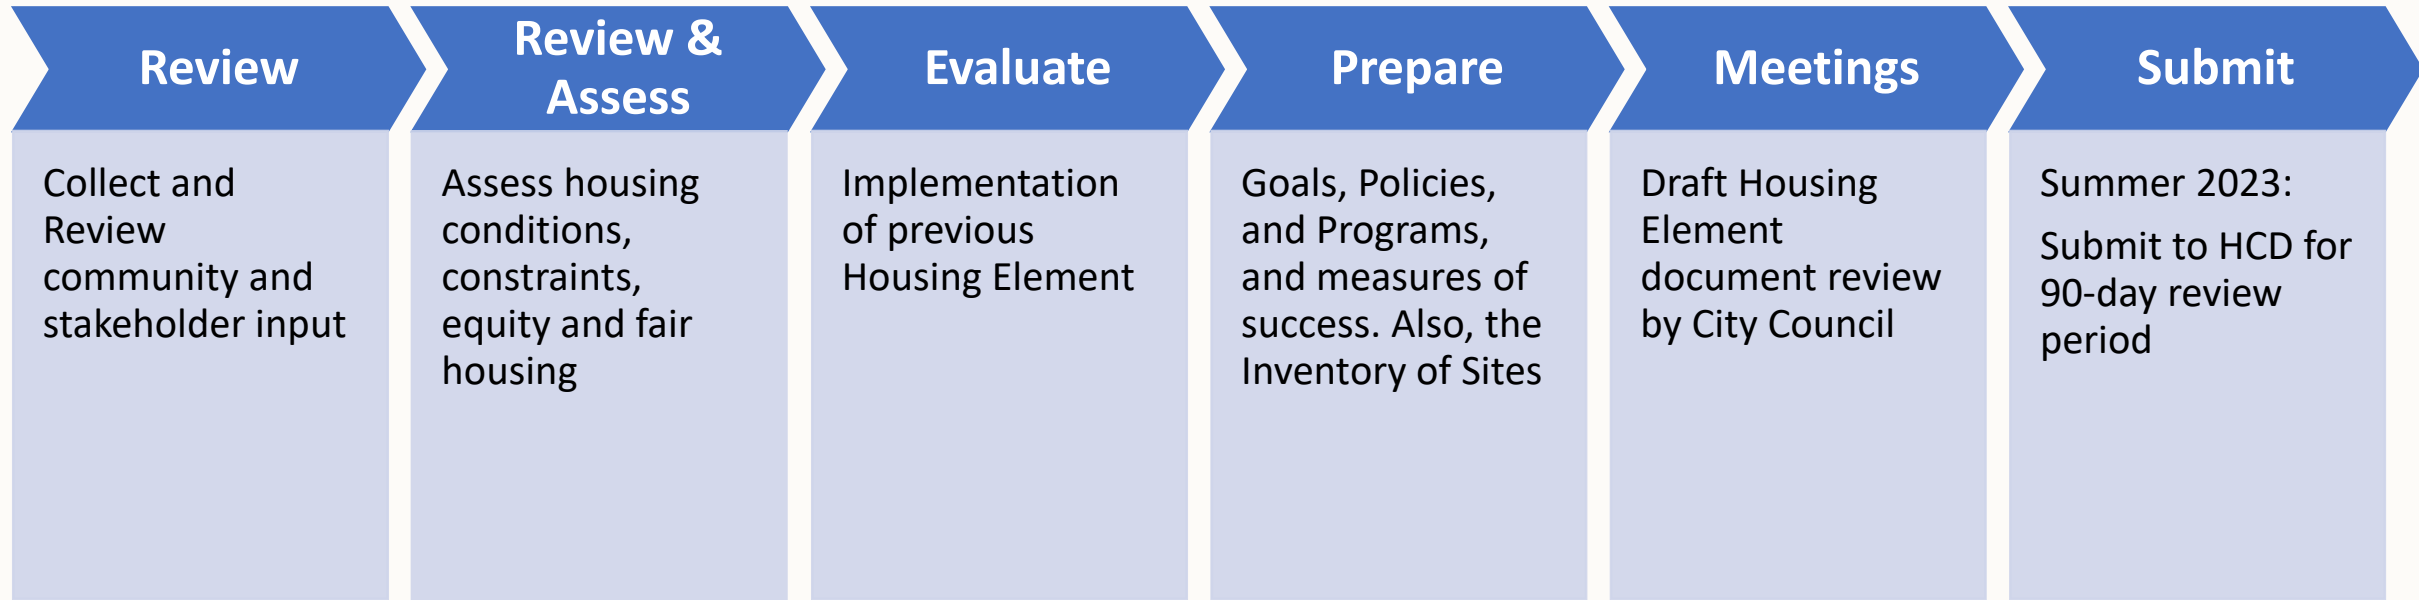 Review
Collect and
Review
community and
stakeholder input
Review &
Assess
Assess housing
conditions,
constraints,
equity and fair
housing
Evaluate
Implementation
of previous
Housing Element
Prepare
Goals, Policies,
and Programs,
and measures of
success. Also, the
Inventory of Sites
Meetings
Draft Housing
Element
document review
by City Council
Submit
Summer 2023:
Submit to HCD for
90-day review
period